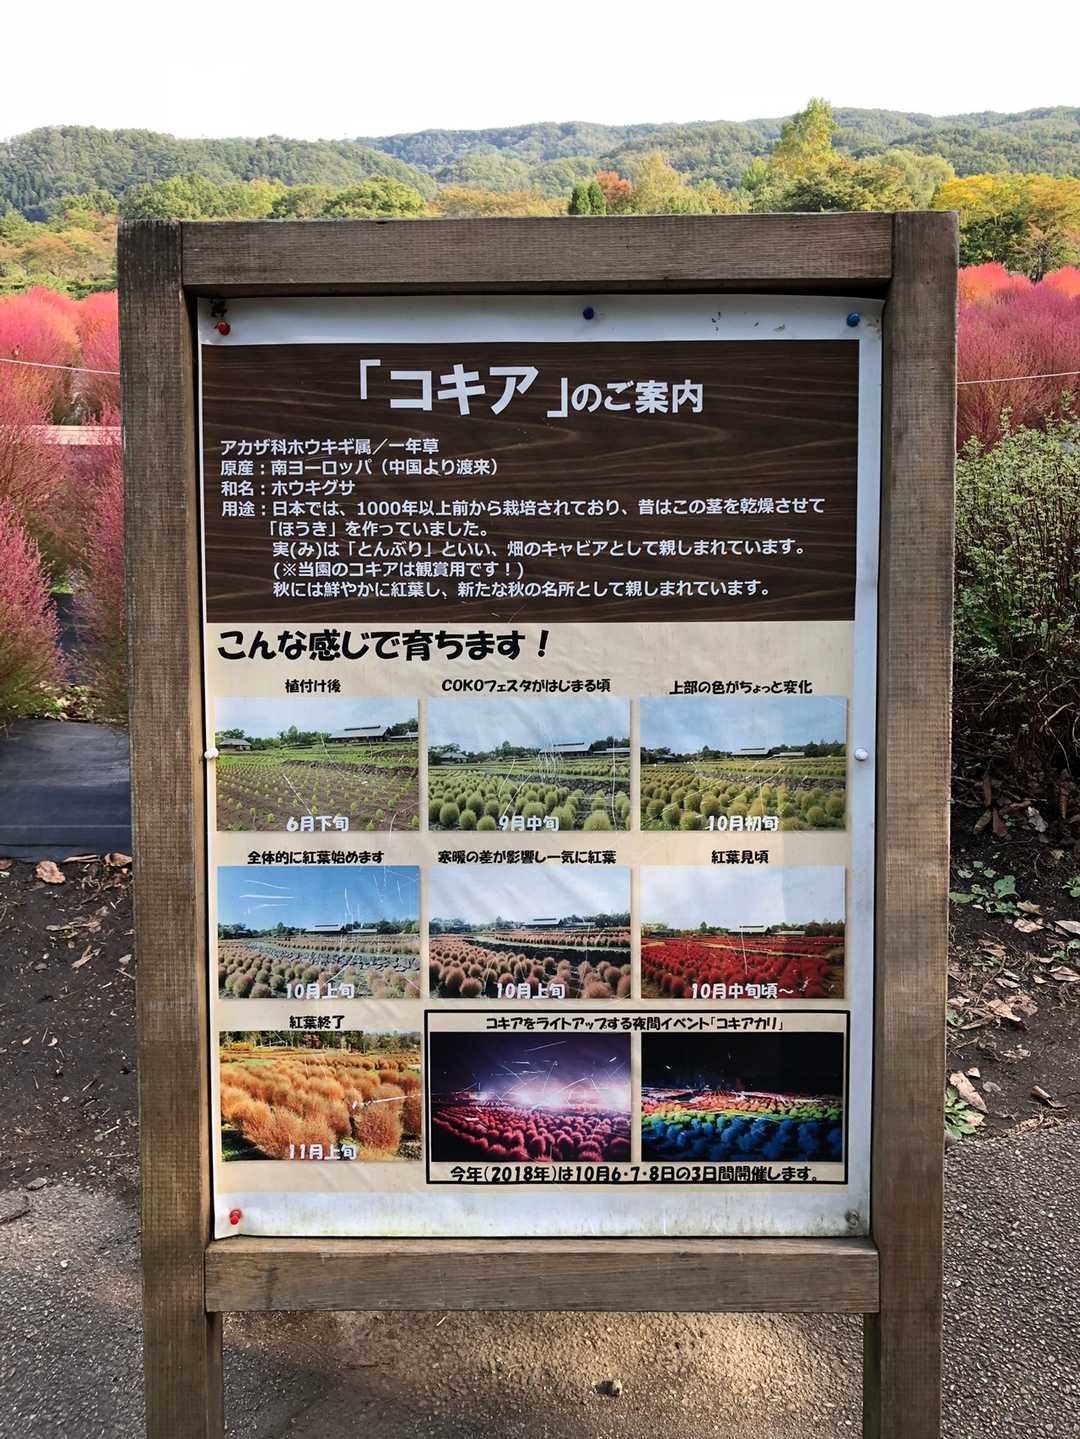 「コキア」のご案内
アカザ科ホウキギ属／一年草
原産：南ヨーロッパ（中国より渡来）
和名：ホウキグサ
用途：日本では、1000年以上前から栽培されており、昔はこの茎を乾燥させて
「ほうき」を作っていました。
実(み)は「とんぶり」といい、畑のキャビアとして親しまれています。
(※当園のコキアは観賞用です！)
秋には鮮やかに紅葉し、新たな秋の名所として親しまれています。
こんな感じで育ちます！
植付け後
COKOフェスタがはじまる頃
上部の色がちょっと変化
6月下旬
9月中旬
10月初旬
全体的に紅葉始めます
寒暖の差が影響し一気に紅葉
紅葉見頃
10月上旬
10月上旬
10月中旬頃～
紅葉終了
コキアをライトアップする夜間イベント「コキアカリ」
11月上旬
今年(2018年)は10月6・7・8日の3日間開催します。